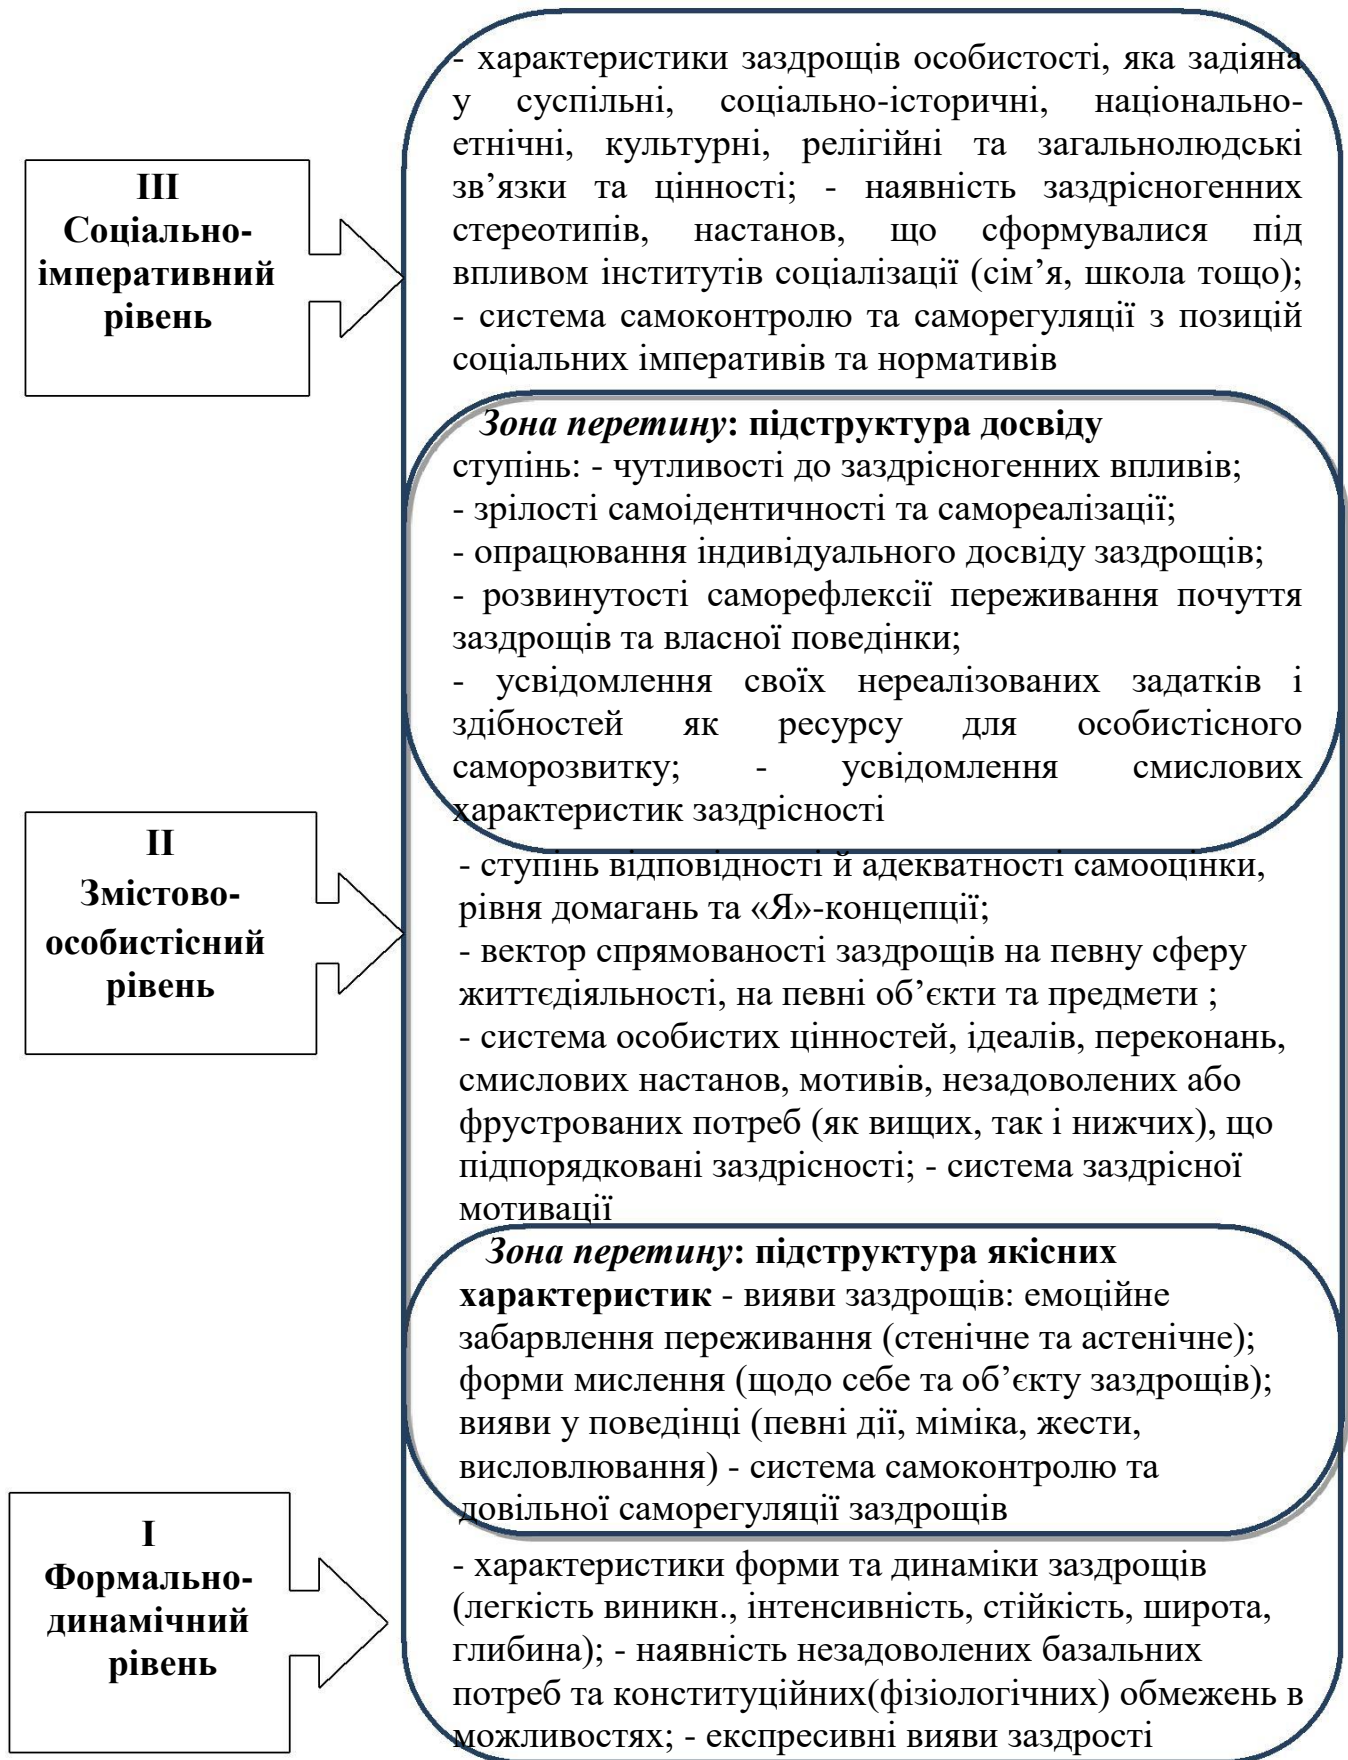 - характеристики заздрощів особистості, яка задіяна
у суспільні, соціально-історичні, національно-
етнічні, культурні, релігійні та загальнолюдські
зв’язки та цінності; - наявність заздрісногенних
стереотипів, настанов, що сформувалися під
впливом інститутів соціалізації (сім’я, школа тощо);
- система самоконтролю та саморегуляції з позицій
соціальних імперативів та нормативів
III
Соціально-
імперативний
рівень
Зона перетину: підструктура досвіду
ступінь: - чутливості до заздрісногенних впливів;
- зрілості самоідентичності та самореалізації;
- опрацювання індивідуального досвіду заздрощів;
- розвинутості саморефлексії переживання почуття
заздрощів та власної поведінки;
- усвідомлення своїх нереалізованих задатків і
здібностей як ресурсу для особистісного
саморозвитку; - усвідомлення смислових
характеристик заздрісності
II
Змістово-
особистісний
рівень
- ступінь відповідності й адекватності самооцінки,
рівня домагань та «Я»-концепції;
- вектор спрямованості заздрощів на певну сферу
життєдіяльності, на певні об’єкти та предмети ;
- система особистих цінностей, ідеалів, переконань,
смислових настанов, мотивів, незадоволених або
фрустрованих потреб (як вищих, так і нижчих), що
підпорядковані заздрісності; - система заздрісної
мотивації
Зона перетину: підструктура якісних
характеристик - вияви заздрощів: емоційне
забарвлення переживання (стенічне та астенічне);
форми мислення (щодо себе та об’єкту заздрощів);
вияви у поведінці (певні дії, міміка, жести,
висловлювання) - система самоконтролю та
довільної саморегуляції заздрощів
I
Формально-
динамічний
рівень
- характеристики форми та динаміки заздрощів
(легкість виникн., інтенсивність, стійкість, широта,
глибина); - наявність незадоволених базальних
потреб та конституційних(фізіологічних) обмежень в
можливостях; - експресивні вияви заздрості